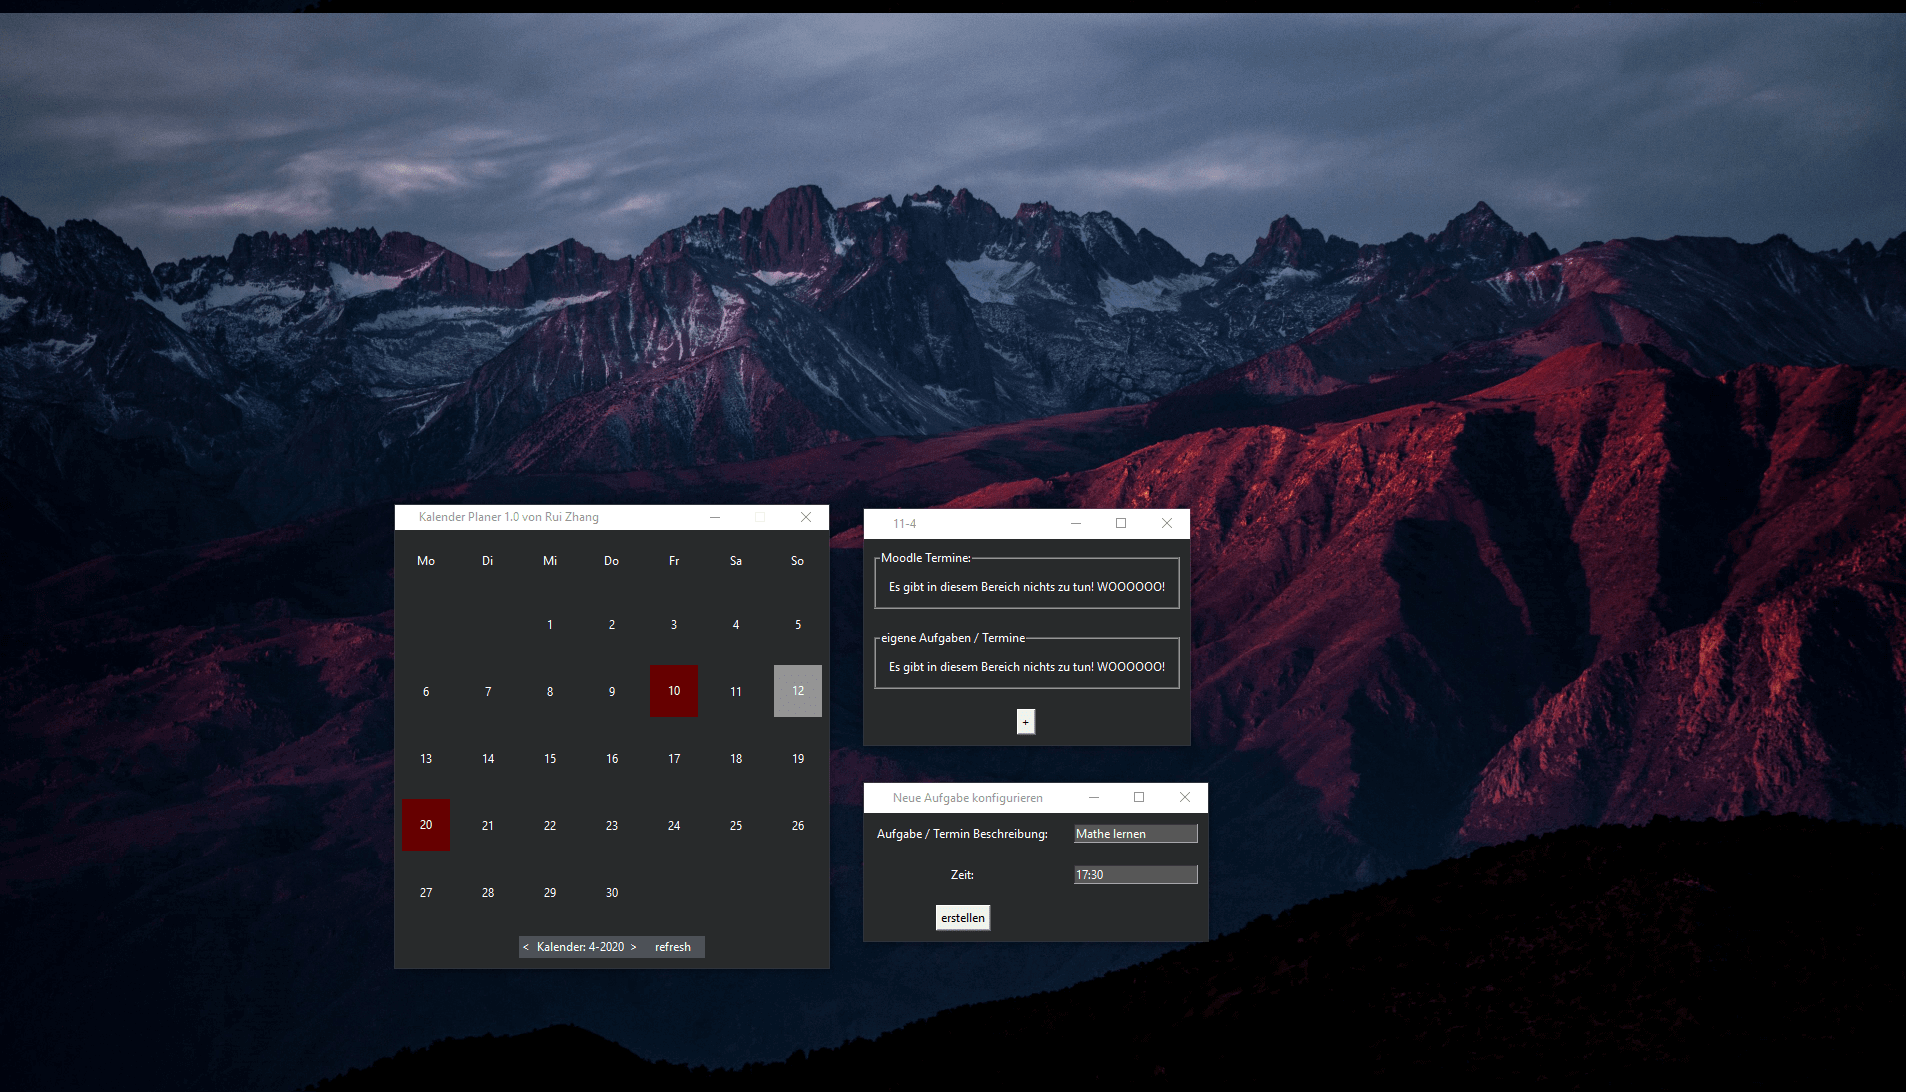 Kalender Planer 1.0 von Rui Zhang
Mo Di Mi Do Fr Sa So
1 2 3 4 5
6 7 8 9 10 11 12
13 14 15 16 17 18 19
20 21 22 23 24 25 26
27 28 29 30
< Kalender: 4-2020 > refresh
11-4
Moodle Termine:
Es gibt in diesem Bereich nichts zu tun! WOOOOOO!
eigene Aufgaben / Termine
Es gibt in diesem Bereich nichts zu tun! WOOOOOO!
+
Neue Aufgabe konfigurieren
Aufgabe / Termin Beschreibung: Mathe lernen
Zeit: 17:30
erstellen